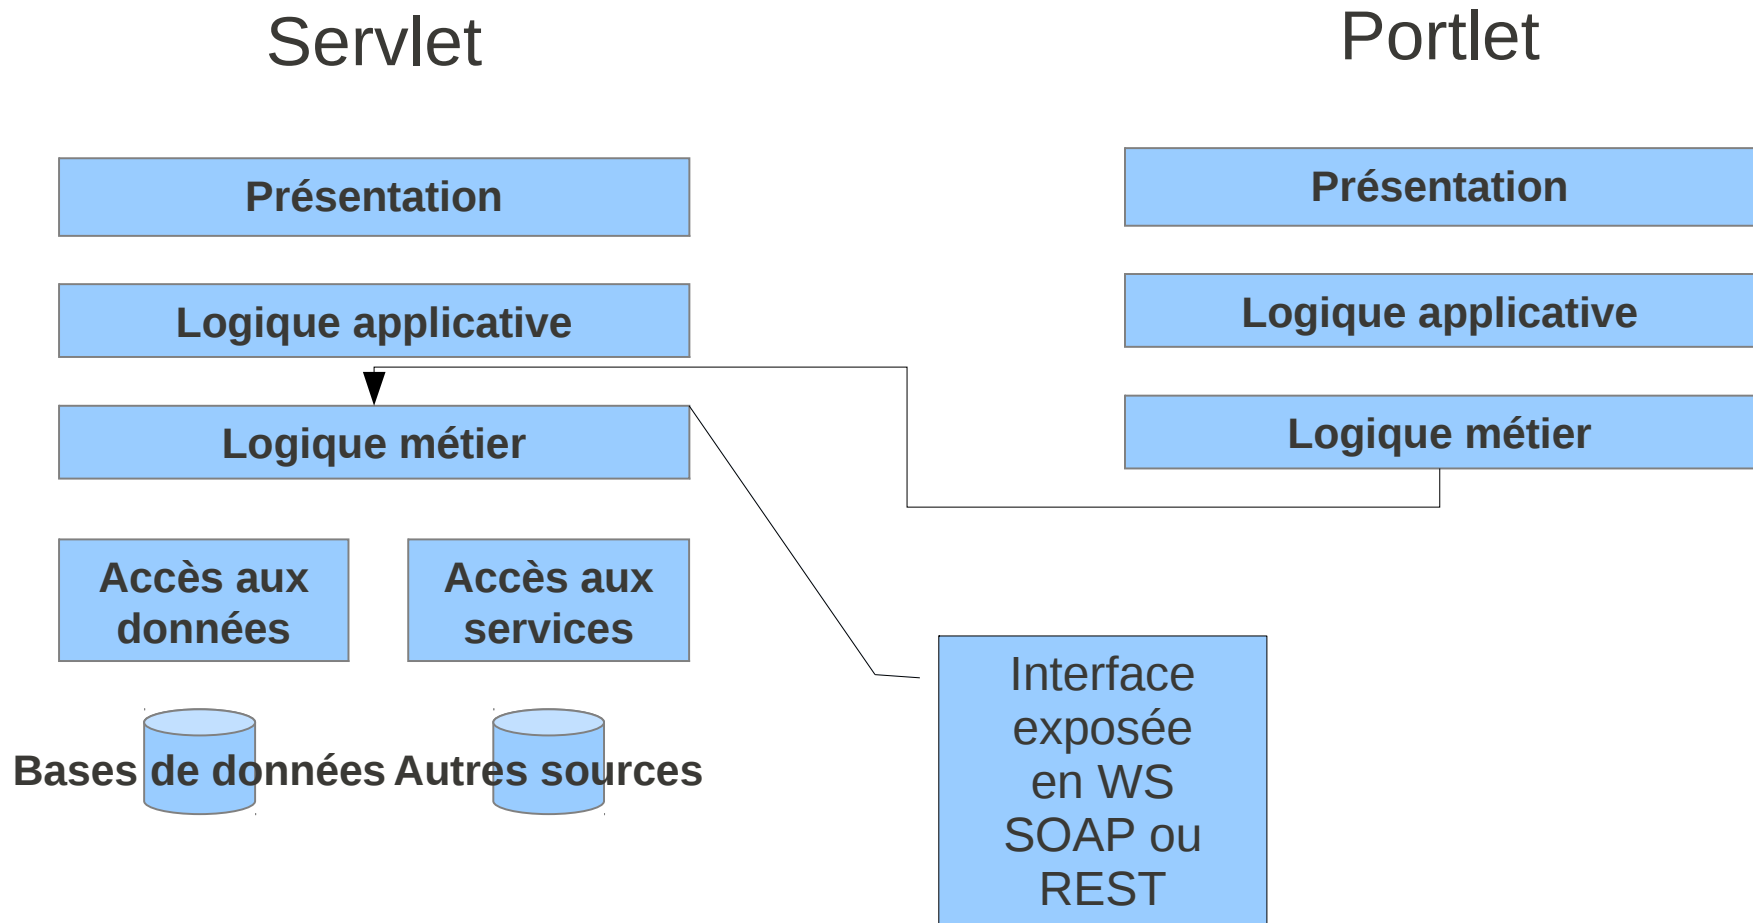 Servlet
Portlet
Présentation
Présentation
Logique applicative
Logique applicative
Logique métier
Logique métier
Accès aux
données
Accès aux
services
Bases de données
Autres sources
Interface
exposée
en WS
SOAP ou
REST